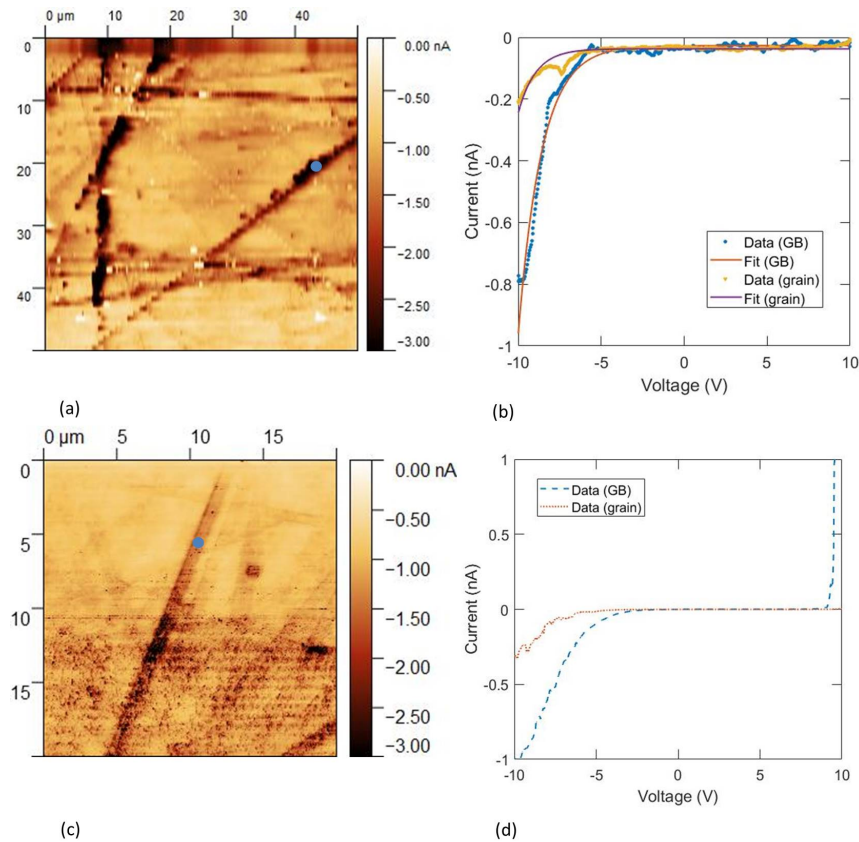 0 μm 10 20 40
0
10
20
30
40
0.00 nA
−0.50
−1.00
−1.50
−2.00
−2.50
−3.00
(a)
0
-0.2
-0.4
-0.6
-0.8
-1
Current (nA)
Data (GB)
Fit (GB)
Data (grain)
Fit (grain)
-10 -5 0 5 10
Voltage (V)
(b)
0 μm 5 10 15
0
5
10
15
0.00 nA
−0.50
−1.00
−1.50
−2.00
−2.50
−3.00
(c)
1
0.5
0
-0.5
-1
Current (nA)
Data (GB)
Data (grain)
-10 -5 0 5 10
Voltage (V)
(d)